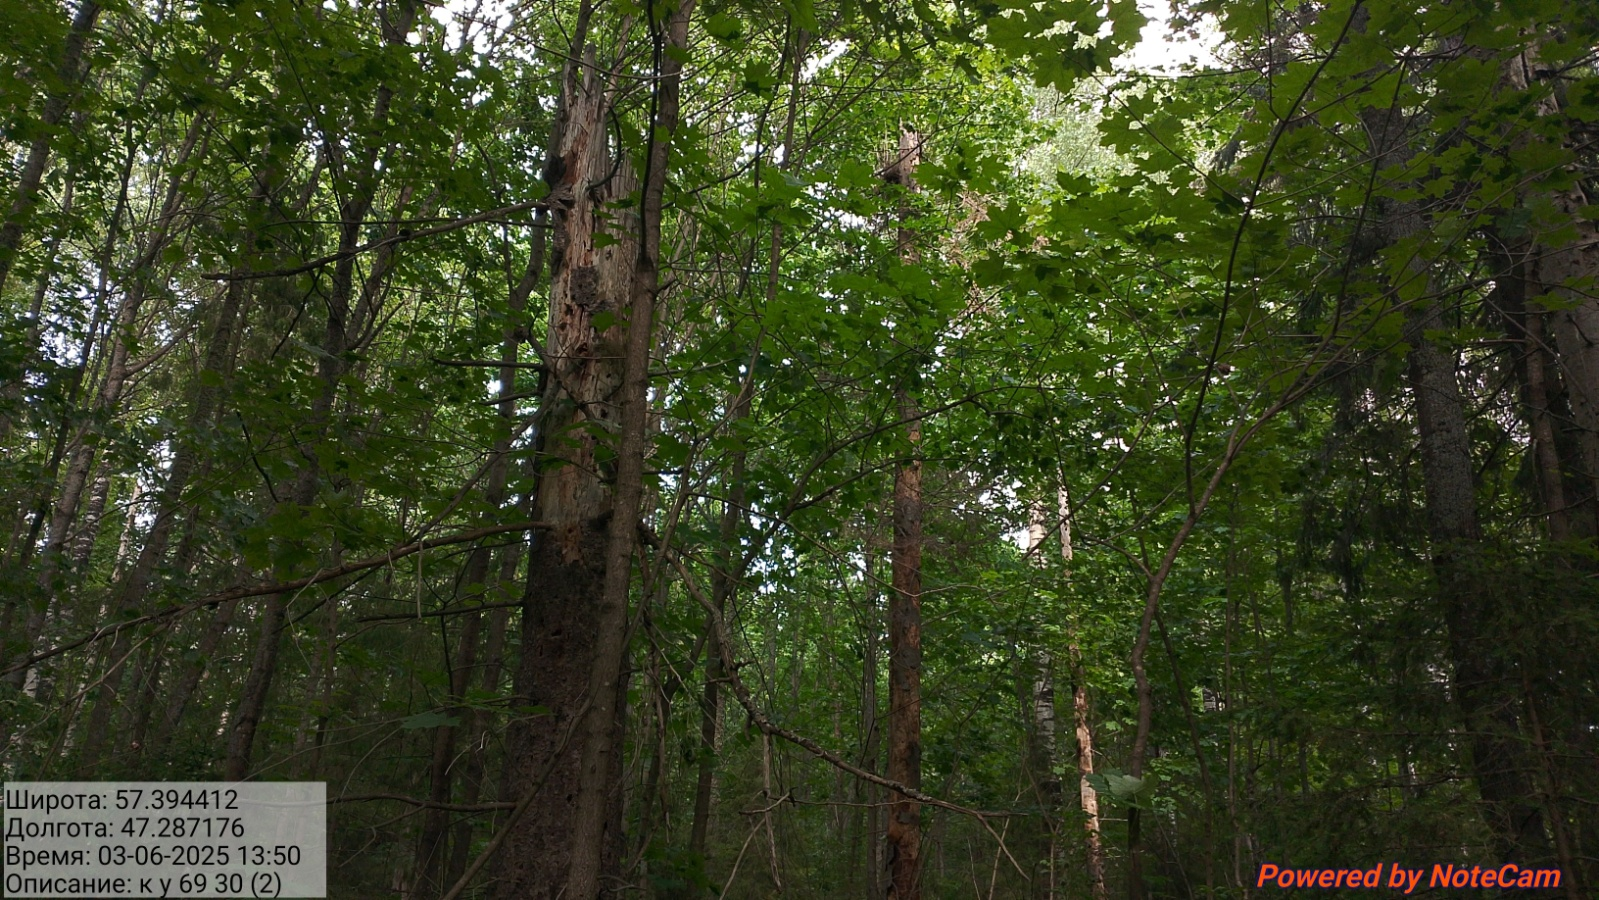 Широта: 57.394412
Долгота: 47.287176
Время: 03-06-2025 13:50
Описание: к у 69 30 (2)
Powered by NoteCam